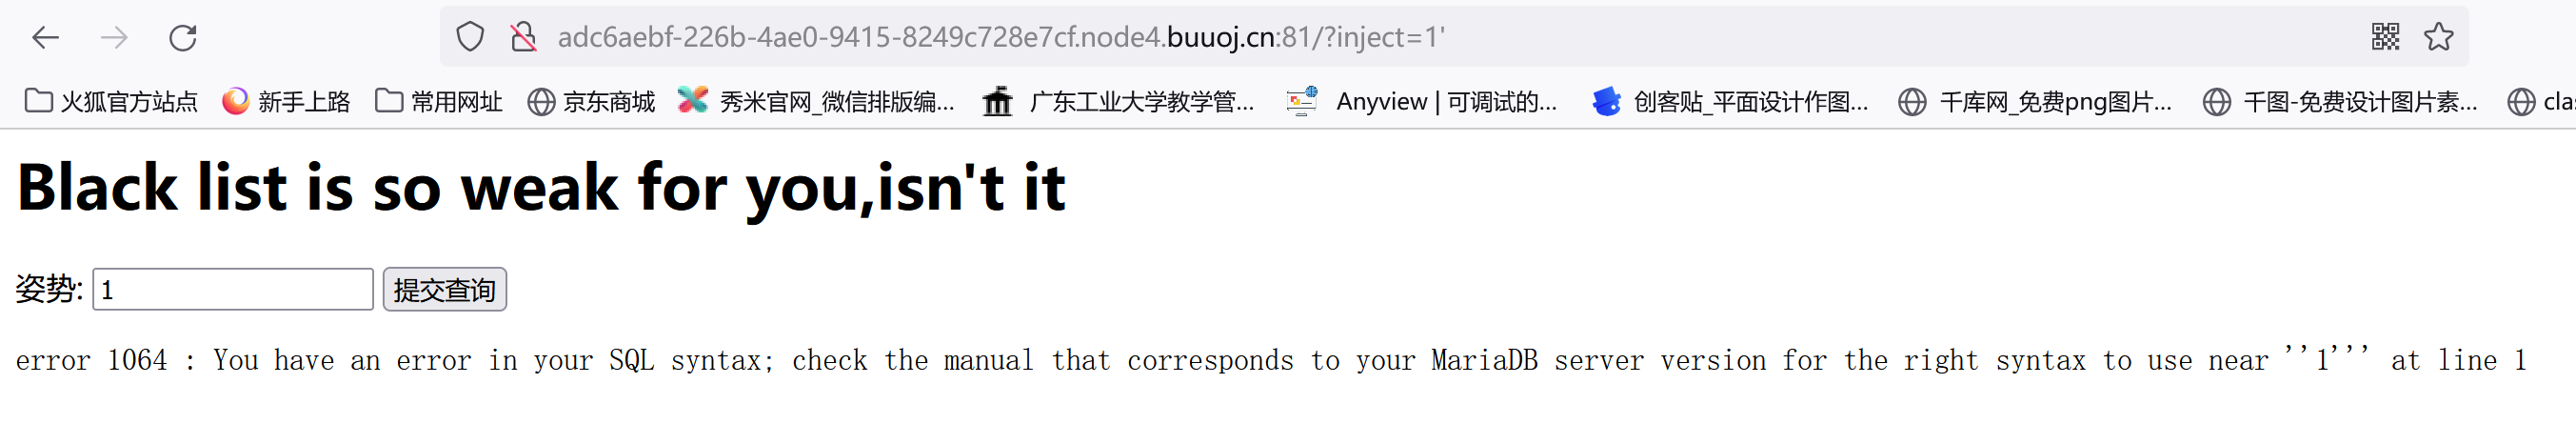 adc6aebf-226b-4ae0-9415-8249c728e7cf.node4.buuoj.cn:81/?inject=1'
火狐官方站点 新手上路 常用网址 京东商城 秀米官网_微信排版编... 广东工业大学教学管... Anyview | 可调试的... 创客贴_平面设计作图... 千库网_免费png图片... 千图-免费设计图片素... cla
Black list is so weak for you,isn't it
姿势: 1 提交查询
error 1064 : You have an error in your SQL syntax; check the manual that corresponds to your MariaDB server version for the right syntax to use near ''1''' at line 1